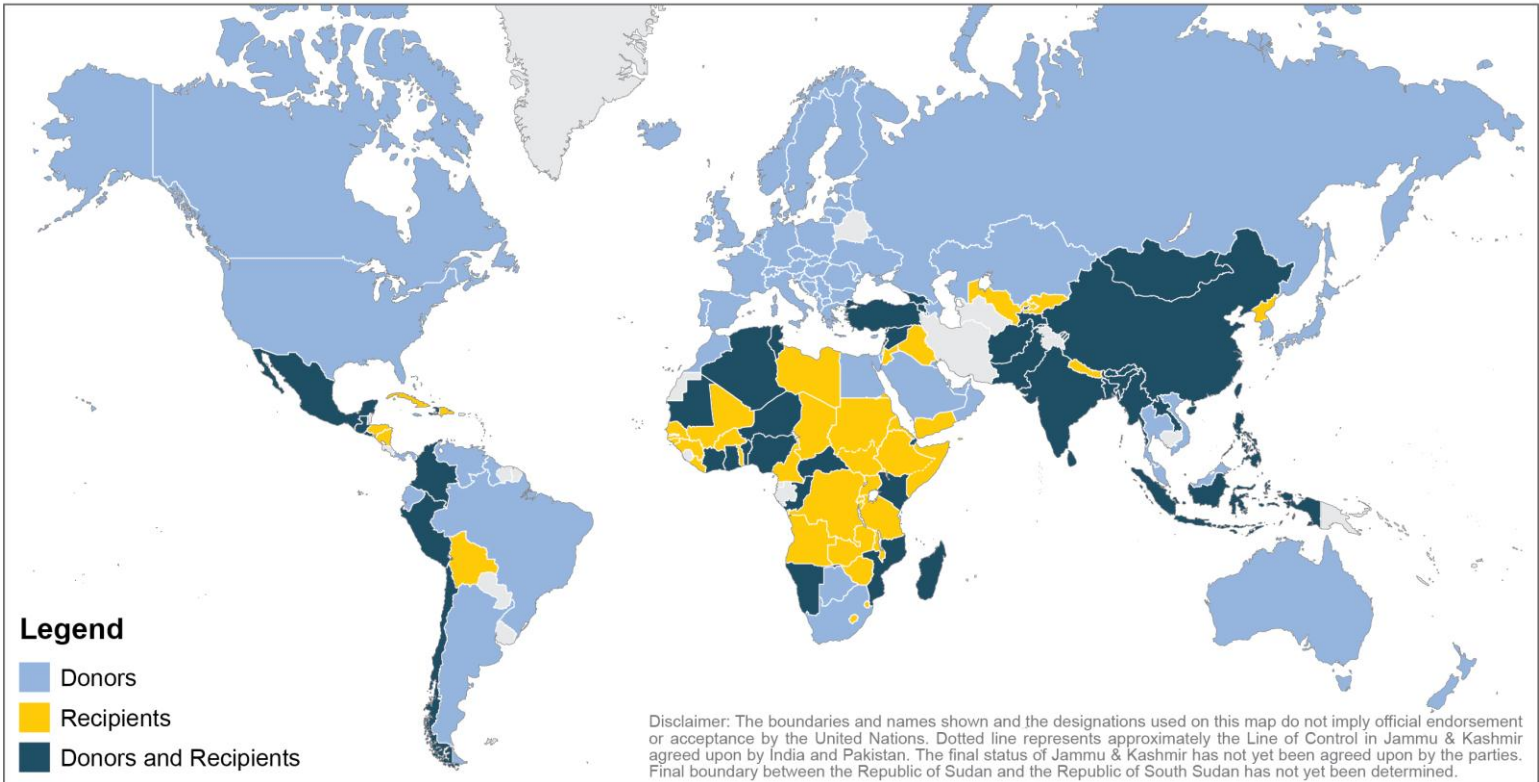 Legend
Donors
Recipients
Donors and Recipients
Disclaimer: The boundaries and names shown and the designations used on this map do not imply official endorsement
or acceptance by the United Nations. Dotted line represents approximately the Line of Control in Jammu & Kashmir
agreed upon by India and Pakistan. The final status of Jammu & Kashmir has not yet been agreed upon by the parties.
Final boundary between the Republic of Sudan and the Republic of South Sudan has not yet been determined.